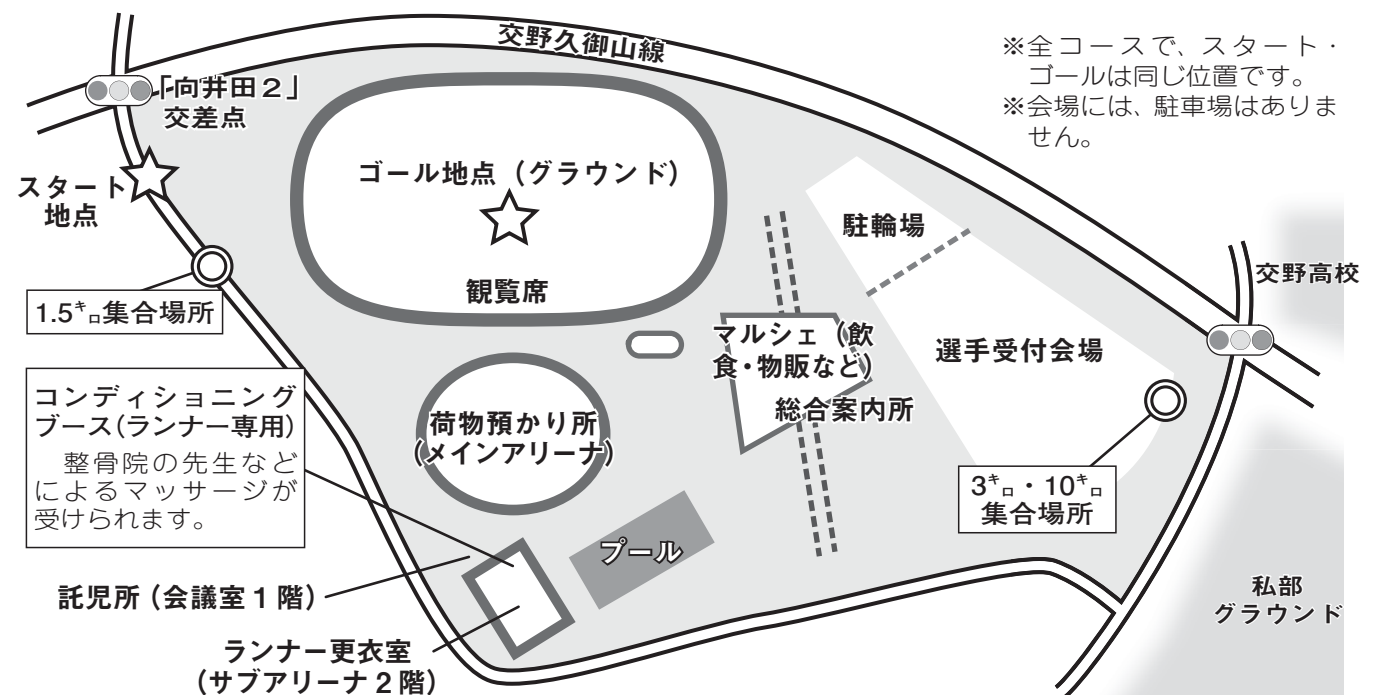 交野久御山線
※全コースで、スタート・
ゴールは同じ位置です。
※会場には、駐車場はありま
せん。
「向井田２」
交差点
スタート
地点
ゴール地点（グラウンド）
観覧席
駐輪場
交野高校
1.5㌔集合場所
マルシェ（飲
食・物販など）
選手受付会場
総合案内所
コンディショニング
ブース（ランナー専用）
　整骨院の先生など
によるマッサージが
受けられます。
荷物預かり所
（メインアリーナ）
3㌔・10㌔
集合場所
プール
託児所（会議室１階）
私部
グラウンド
ランナー更衣室
（サブアリーナ２階）